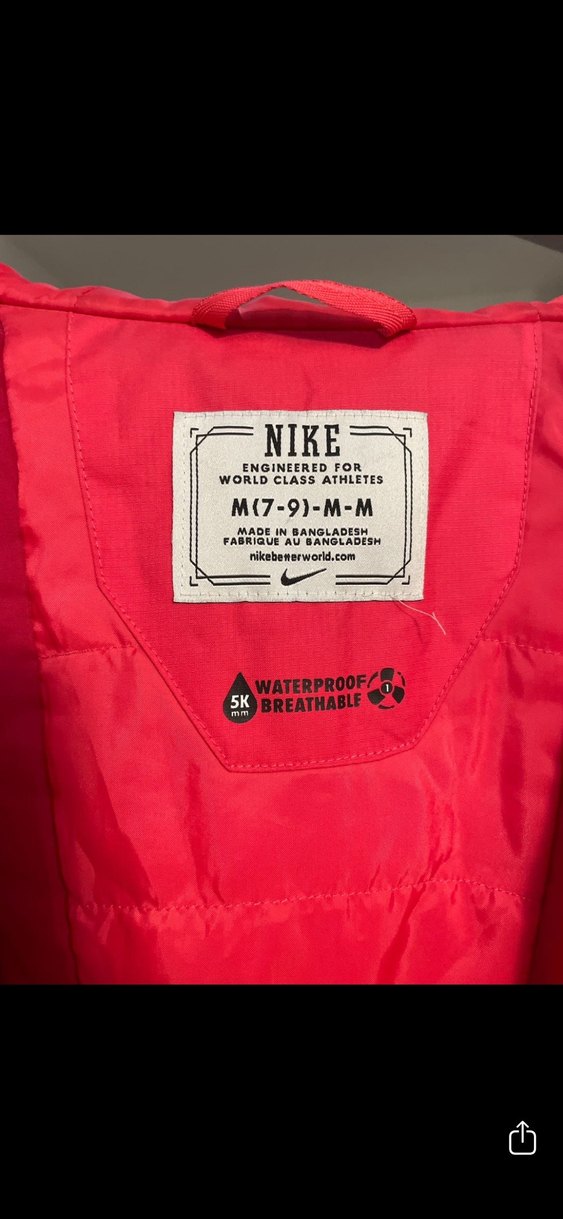 NIKE
ENGINEERED FOR
WORLD CLASS ATHLETES
M(7-9)-M-M
MADE IN BANGLADESH
FABRIQUE AU BANGLADESH
nikebetterworld.com
5K
mm
WATERPROOF
BREATHABLE
1